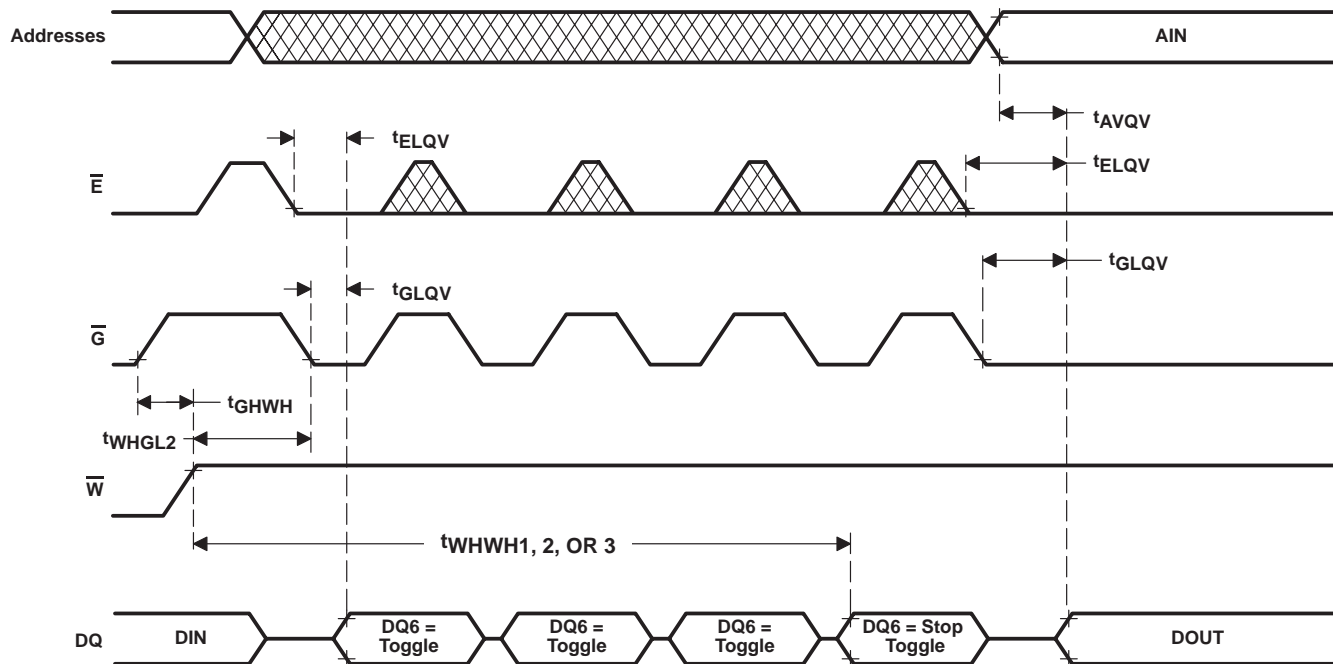 Addresses
AIN
tAVQV
tELQV
tELQV
E
tGLQV
tGLQV
G
tGHWH
tWHGL2
W
tWHWH1, 2, OR 3
DQ
DIN
DQ6 =
Toggle
DQ6 =
Toggle
DQ6 =
Toggle
DQ6 = Stop
Toggle
DOUT